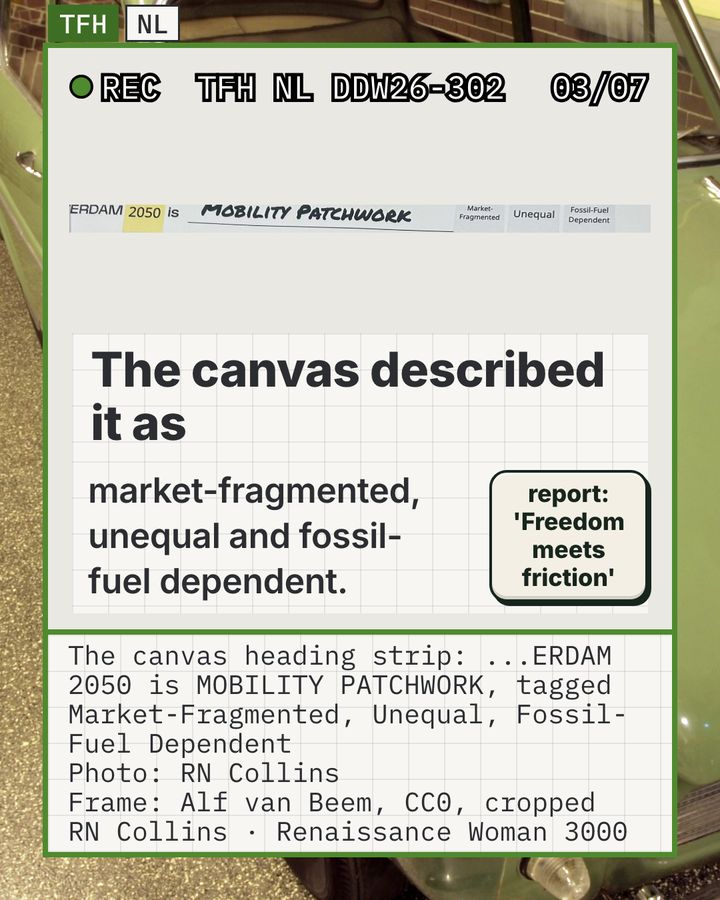 TFH NL
REC TFH NL DDW26-302 03/07
ERDAM 2050 is MOBILITY PATCHWORK Market-Fragmented Unequal Fossil-Fuel Dependent
The canvas described
it as
market-fragmented,
unequal and fossil-
fuel dependent.
report:
'Freedom
meets
friction'
The canvas heading strip: ...ERDAM
2050 is MOBILITY PATCHWORK, tagged
Market-Fragmented, Unequal, Fossil-
Fuel Dependent
Photo: RN Collins
Frame: Alf van Beem, CC0, cropped
RN Collins · Renaissance Woman 3000